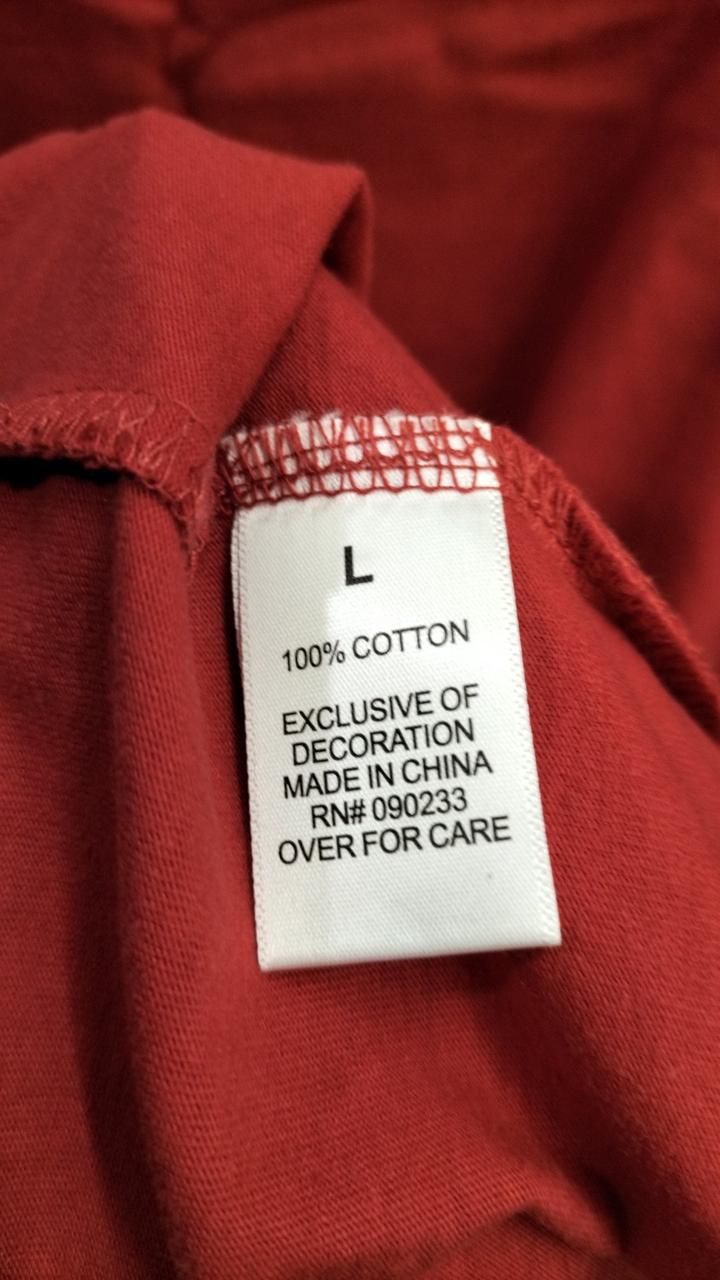 L
100% COTTON
EXCLUSIVE OF
DECORATION
MADE IN CHINA
RN# 090233
OVER FOR CARE